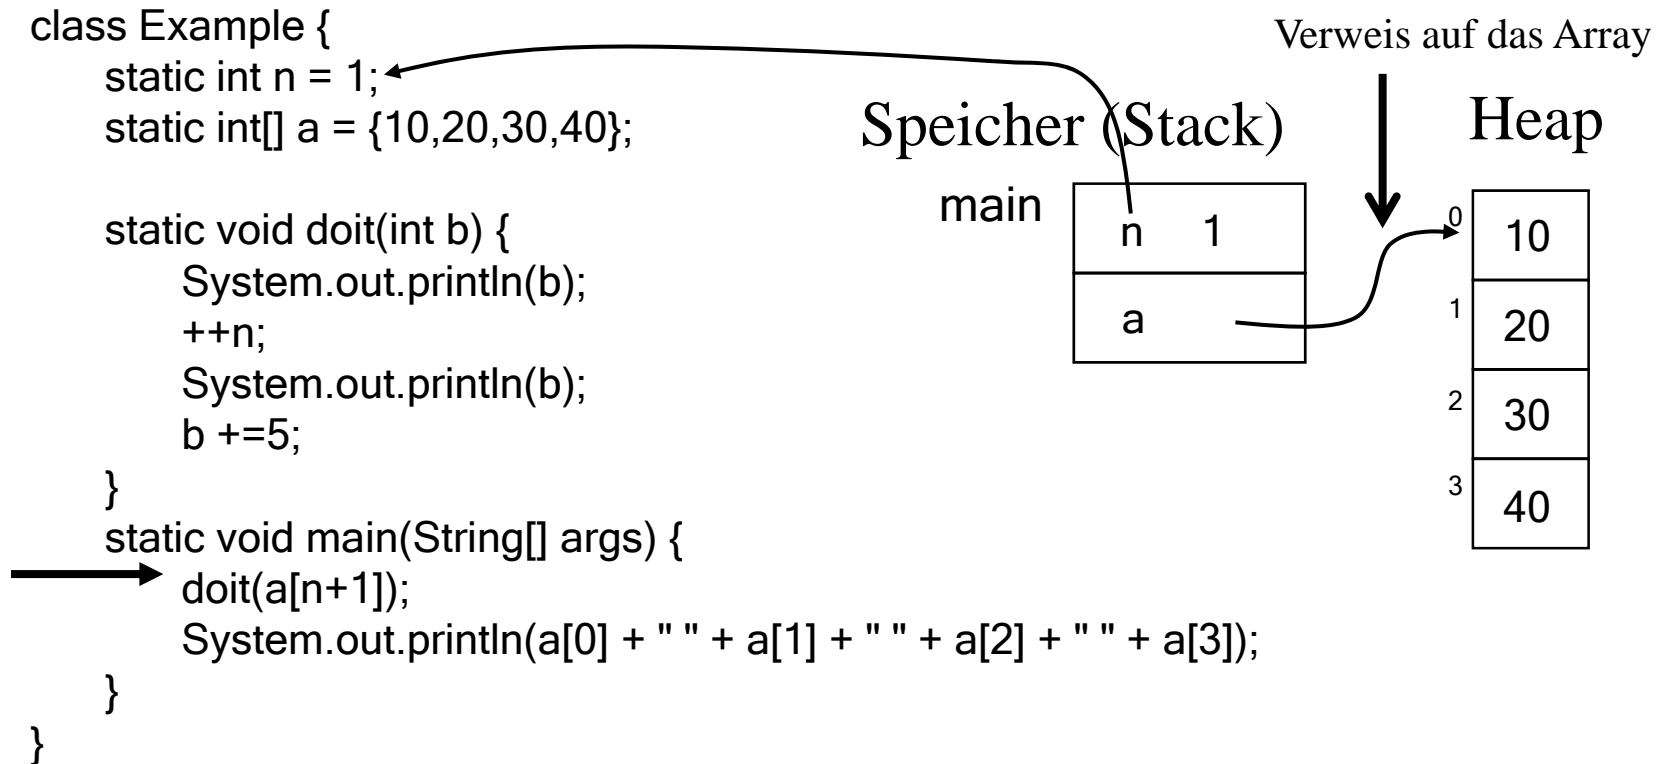 class Example {
static int n = 1;
static int[] a = {10,20,30,40};
static void doit(int b) {
System.out.println(b);
++n;
System.out.println(b);
b +=5;
}
static void main(String[] args) {
doit(a[n+1]);
System.out.println(a[0] + " " + a[1] + " " + a[2] + " " + a[3]);
}
}
Verweis auf das Array
Speicher (Stack)
main
n 1
a
Heap
0 10
1 20
2 30
3 40